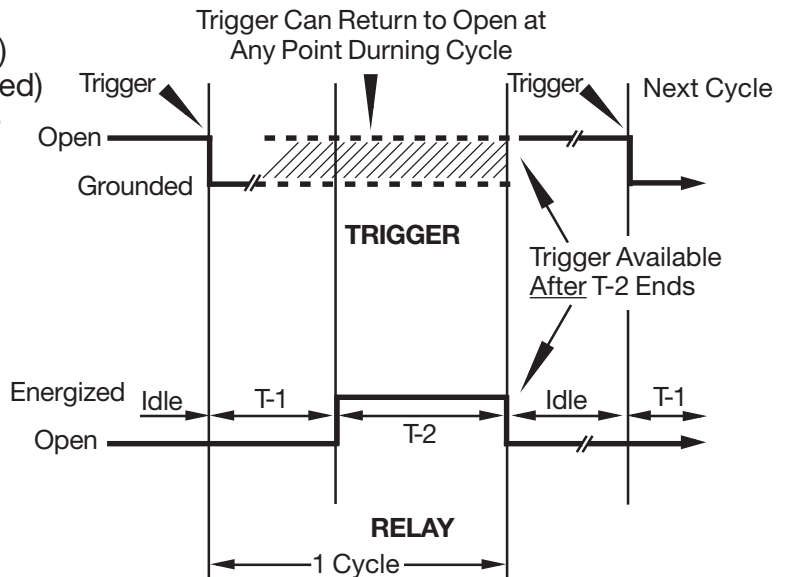 Trigger Can Return to Open at
Any Point Durning Cycle
)
ed)
Trigger
Trigger
Next Cycle
Open
Grounded
TRIGGER
Trigger Available
After T-2 Ends
Energized
Idle
T-1
T-2
Idle
T-1
Open
RELAY
1 Cycle